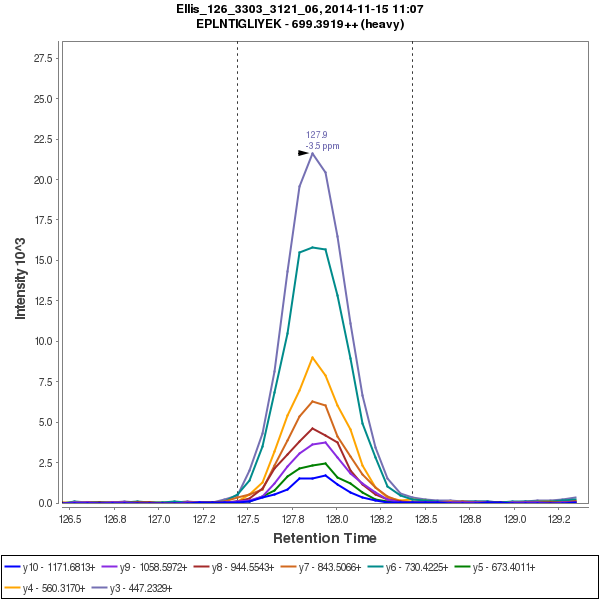 Ellis_126_3303_3121_06, 2014-11-15 11:07
EPLNTIGLIYEK - 699.3919++ (heavy)
127.9
-3.5 ppm
Intensity 10^3
27.5
25.0
22.5
20.0
17.5
15.0
12.5
10.0
7.5
5.0
2.5
0.0
126.5 126.8 127.0 127.2 127.5 127.8 128.0 128.2 128.5 128.8 129.0 129.2
Retention Time
y10 - 1171.6813+ y9 - 1058.5972+ y8 - 944.5543+ y7 - 843.5066+ y6 - 730.4225+ y5 - 673.4011+
y4 - 560.3170+ y3 - 447.2329+